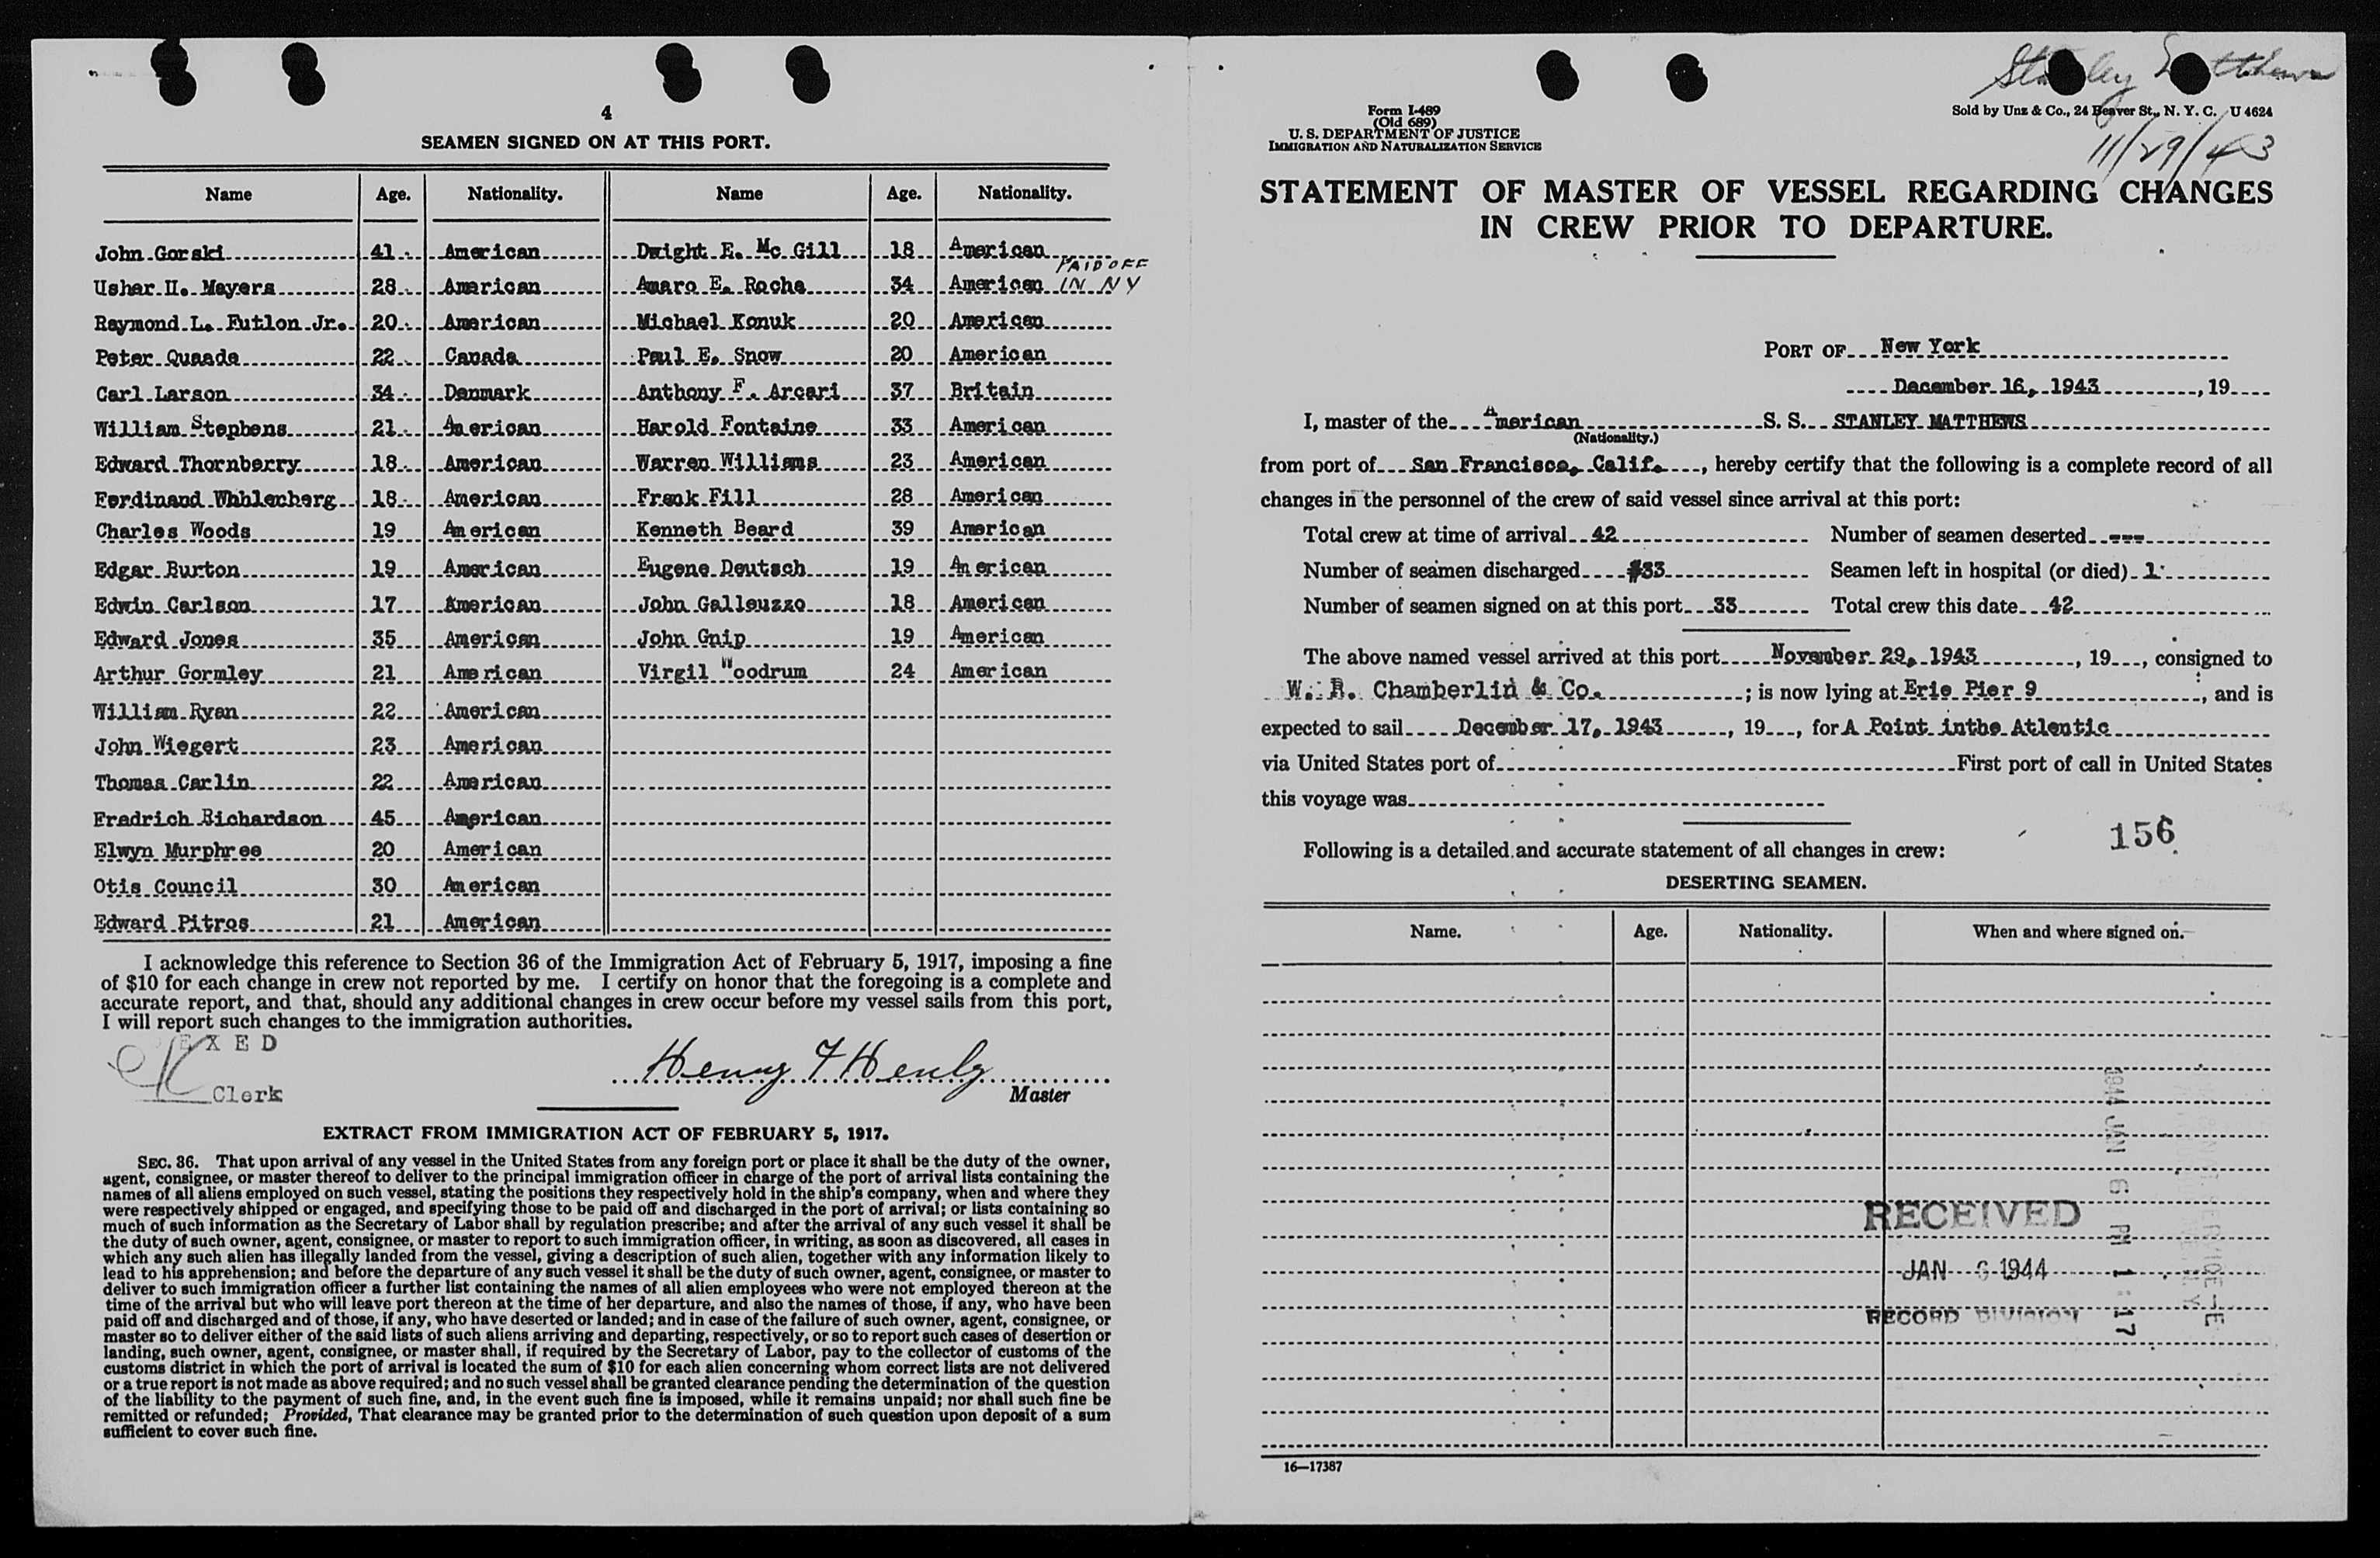 4
SEAMEN SIGNED ON AT THIS PORT.
Name Age. Nationality. Name Age. Nationality.
John Gorski 41 American Dwight E. Mc Gill 18 American
PAID OFF
Ushar H. Mayers 28 American Amaro E. Rocha 34 American IN NY
Raymond L. Futlon Jr. 20 American Michael Konuk 20 American
Peter Quaade 22 Canada Paul E. Snow 20 American
Carl Larson 34 Denmark Anthony F. Arcari 37 Britain
William Stephens 21 American Harold Fontaine 33 American
Edward Thornberry 18 American Warren Williams 23 American
Ferdinand Whhlenberg 18 American Frank Fill 28 American
Charles Woods 19 American Kenneth Beard 39 American
Edgar Burton 19 American Eugene Deutsch 19 American
Edwin Carlson 17 American John Galleuzzo 18 American
Edward Jones 35 American John Gnip 19 American
Arthur Gormley 21 American Virgil Woodrum 24 American
William Ryan 22 American
John Wiegert 23 American
Thomas Carlin 22 American
Fradrich Richardson 45 American
Elwyn Murphree 20 American
Otis Council 30 American
Edward Pitros 21 American
I acknowledge this reference to Section 36 of the Immigration Act of February 5, 1917, imposing a fine
of $10 for each change in crew not reported by me. I certify on honor that the foregoing is a complete and
accurate report, and that, should any additional changes in crew occur before my vessel sails from this port,
I will report such changes to the immigration authorities.
EXED
Clerk
Henry F Henly
Master
EXTRACT FROM IMMIGRATION ACT OF FEBRUARY 5, 1917.
SEC. 36. That upon arrival of any vessel in the United States from any foreign port or place it shall be the duty of the owner,
agent, consignee, or master thereof to deliver to the principal immigration officer in charge of the port of arrival lists containing the
names of all aliens employed on such vessel, stating the positions they respectively hold in the ship's company, when and where they
were respectively shipped or engaged, and specifying those to be paid off and discharged in the port of arrival; or lists containing so
much of such information as the Secretary of Labor shall by regulation prescribe; and after the arrival of any such vessel it shall be
the duty of such owner, agent, consignee, or master to report to such immigration officer, in writing, as soon as discovered, all cases in
which any such alien has illegally landed from the vessel, giving a description of such alien, together with any information likely to
lead to his apprehension; and before the departure of any such vessel it shall be the duty of such owner, agent, consignee, or master to
deliver to such immigration officer a further list containing the names of all alien employees who were not employed thereon at the
time of the arrival but who will leave port thereon at the time of her departure, and also the names of those, if any, who have been
paid off and discharged and of those, if any, who have deserted or landed; and in case of the failure of such owner, agent, consignee, or
master so to deliver either of the said lists of such aliens arriving and departing, respectively, or so to report such cases of desertion or
landing, such owner, agent, consignee, or master shall, if required by the Secretary of Labor, pay to the collector of customs of the
customs district in which the port of arrival is located the sum of $10 for each alien concerning whom correct lists are not delivered
or a true report is not made as above required; and no such vessel shall be granted clearance pending the determination of the question
of the liability to the payment of such fine, and, in the event such fine is imposed, while it remains unpaid; nor shall such fine be
remitted or refunded; Provided, That clearance may be granted prior to the determination of such question upon deposit of a sum
sufficient to cover such fine.
Form I-489
(Old 689)
U. S. DEPARTMENT OF JUSTICE
IMMIGRATION AND NATURALIZATION SERVICE
Sold by Unz & Co., 24 Beaver St., N. Y. C. U 4624
11/29/43
STATEMENT OF MASTER OF VESSEL REGARDING CHANGES
IN CREW PRIOR TO DEPARTURE.
PORT OF New York
December 16, 1943, 19
I, master of the American S. S. STANLEY MATTHEWS
(Nationality.)
from port of San Francisco, Calif., hereby certify that the following is a complete record of all
changes in the personnel of the crew of said vessel since arrival at this port:
Total crew at time of arrival 42 Number of seamen deserted ---
Number of seamen discharged 33 Seamen left in hospital (or died) 1
Number of seamen signed on at this port 33 Total crew this date 42
The above named vessel arrived at this port November 29, 1943, 19, consigned to
W. R. Chamberlin & Co.; is now lying at Erie Pier 9, and is
expected to sail December 17, 1943, 19, for A Point inthe Atlentic
via United States port of First port of call in United States
this voyage was
156
Following is a detailed and accurate statement of all changes in crew:
DESERTING SEAMEN.
Name. Age. Nationality. When and where signed on.
RECEIVED
JAN 6 1944
RECORD DIVISION
1944 JAN 6 PM 1:17
16—17387